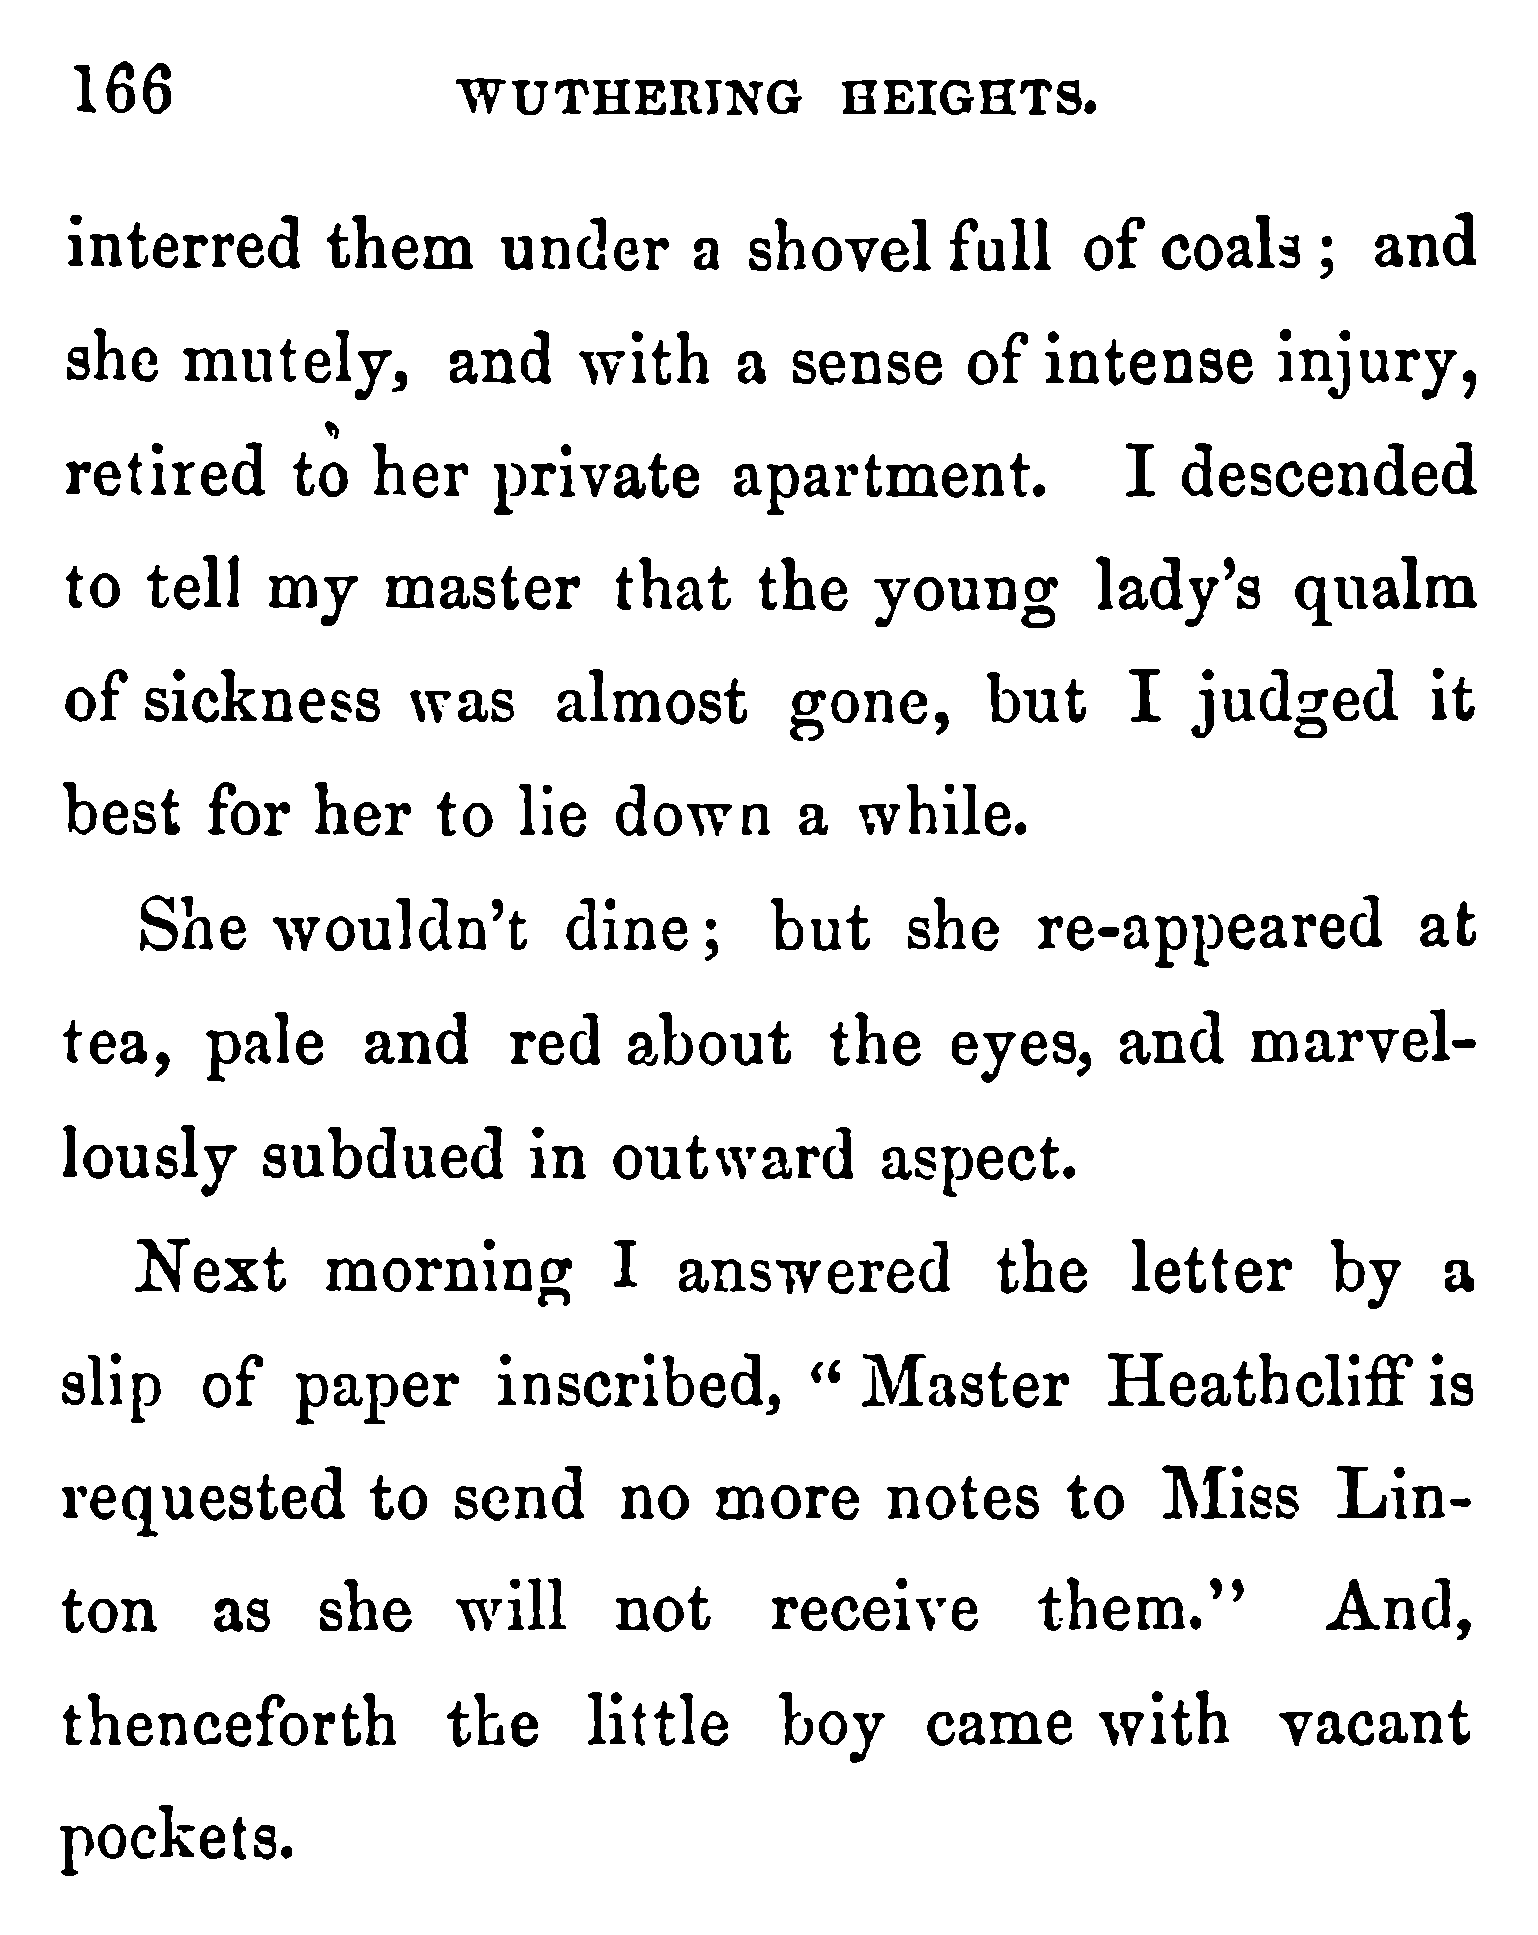 166 WUTHERING HEIGHTS.
interred them under a shovel full of coals; and
she mutely, and with a sense of intense injury,
retired to her private apartment. I descended
to tell my master that the young lady's qualm
of sickness was almost gone, but I judged it
best for her to lie down a while.
She wouldn't dine; but she re-appeared at
tea, pale and red about the eyes, and marvel-
lously subdued in outward aspect.
Next morning I answered the letter by a
slip of paper inscribed, "Master Heathcliff is
requested to send no more notes to Miss Lin-
ton as she will not receive them." And,
thenceforth the little boy came with vacant
pockets.